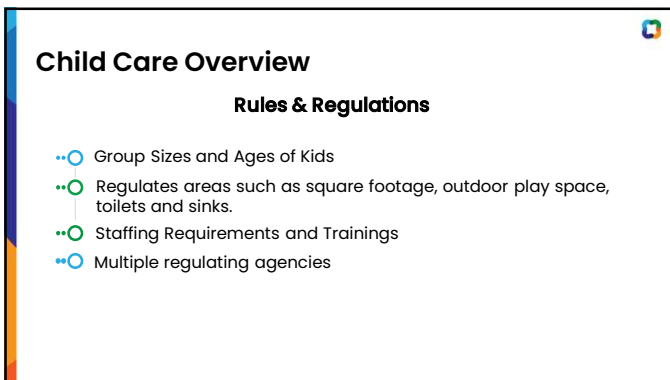 Child Care Overview
Rules & Regulations
Group Sizes and Ages of Kids
Regulates areas such as square footage, outdoor play space,
toilets and sinks.
Staffing Requirements and Trainings
Multiple regulating agencies